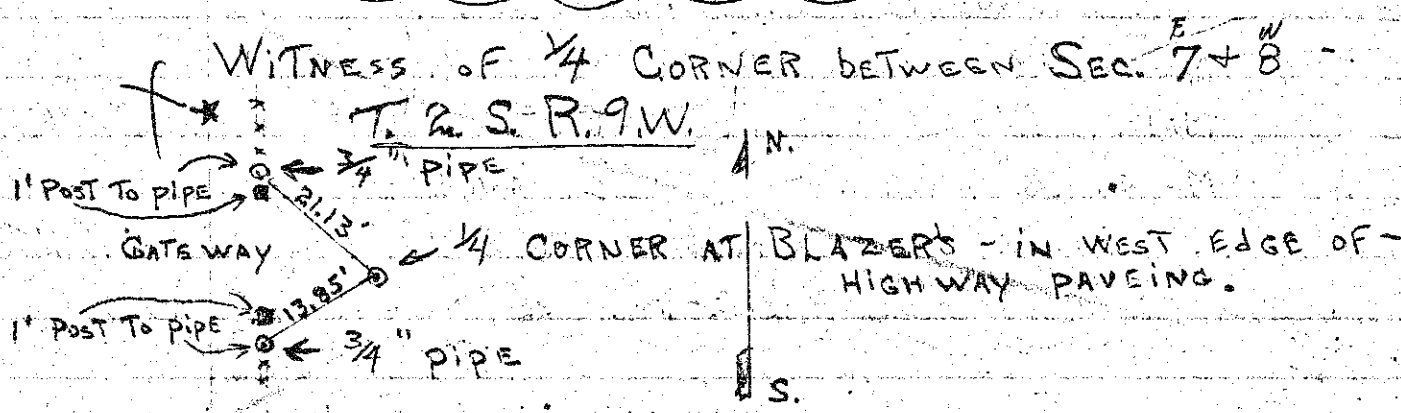 E W
WITNESS OF 1/4 CORNER BETWEEN SEC. 7 + 8 -
T. 2. S. R. 9. W.
N.
3/4" PIPE
1' POST TO PIPE
21.13'
GATE WAY
1/4 CORNER AT BLAZER'S - IN WEST EDGE OF -
HIGHWAY PAVEING.
13.85'
1' POST TO PIPE
3/4" PIPE
S.